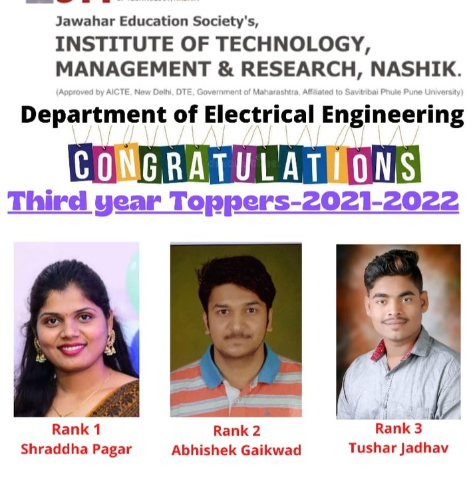 Jawahar Education Society's,
INSTITUTE OF TECHNOLOGY,
MANAGEMENT & RESEARCH, NASHIK.
(Approved by AICTE, New Delhi, DTE, Government of Maharashtra, Affiliated to Savitribai Phule Pune University)
Department of Electrical Engineering
CONGRATULATIONS
Third year Toppers-2021-2022
Rank 1
Shraddha Pagar
Rank 2
Abhishek Gaikwad
Rank 3
Tushar Jadhav